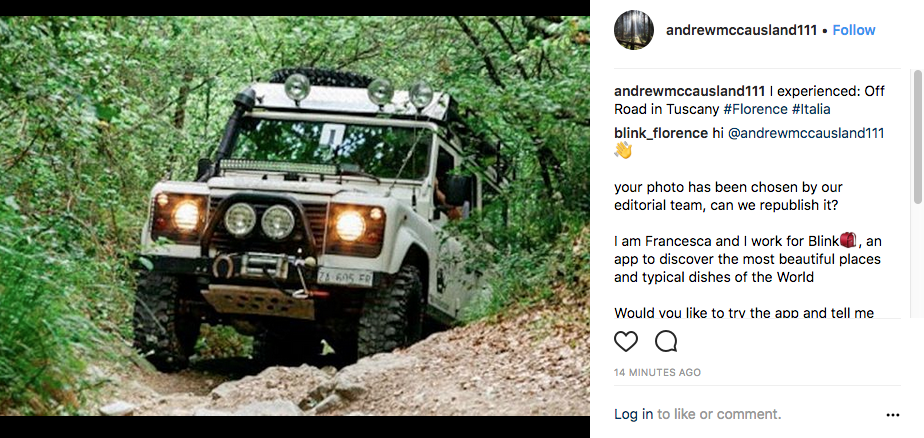 andrewmccausland111 • Follow
andrewmccausland111 I experienced: Off
Road in Tuscany #Florence #Italia
blink_florence hi @andrewmccausland111
👋
your photo has been chosen by our
editorial team, can we republish it?
I am Francesca and I work for Blink🎒, an
app to discover the most beautiful places
and typical dishes of the World
Would you like to try the app and tell me
14 MINUTES AGO
Log in to like or comment.